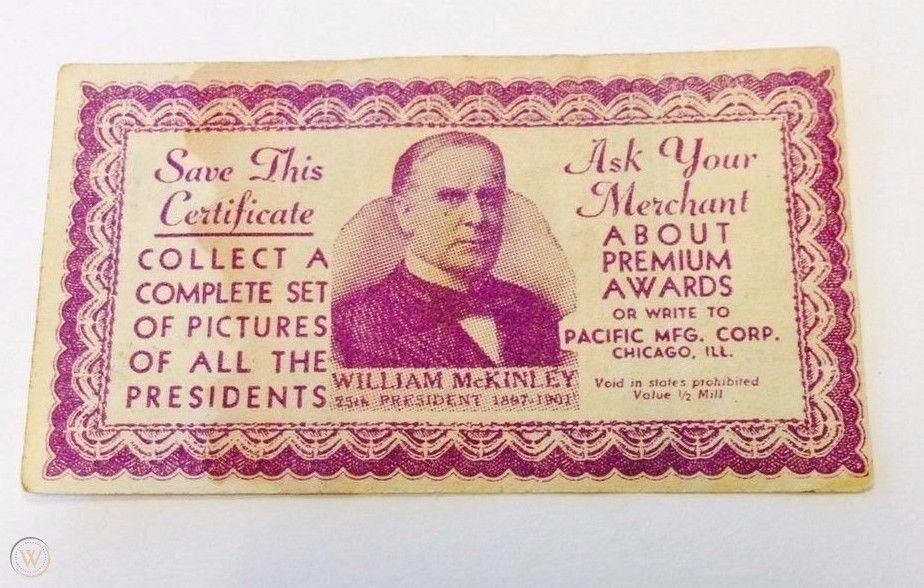 Save This
Certificate
COLLECT A
COMPLETE SET
OF PICTURES
OF ALL THE
PRESIDENTS
WILLIAM McKINLEY
25th PRESIDENT 1897-1901
Ask Your
Merchant
ABOUT
PREMIUM
AWARDS
OR WRITE TO
PACIFIC MFG. CORP.
CHICAGO, ILL.
Void in states prohibited
Value ½ Mill
W